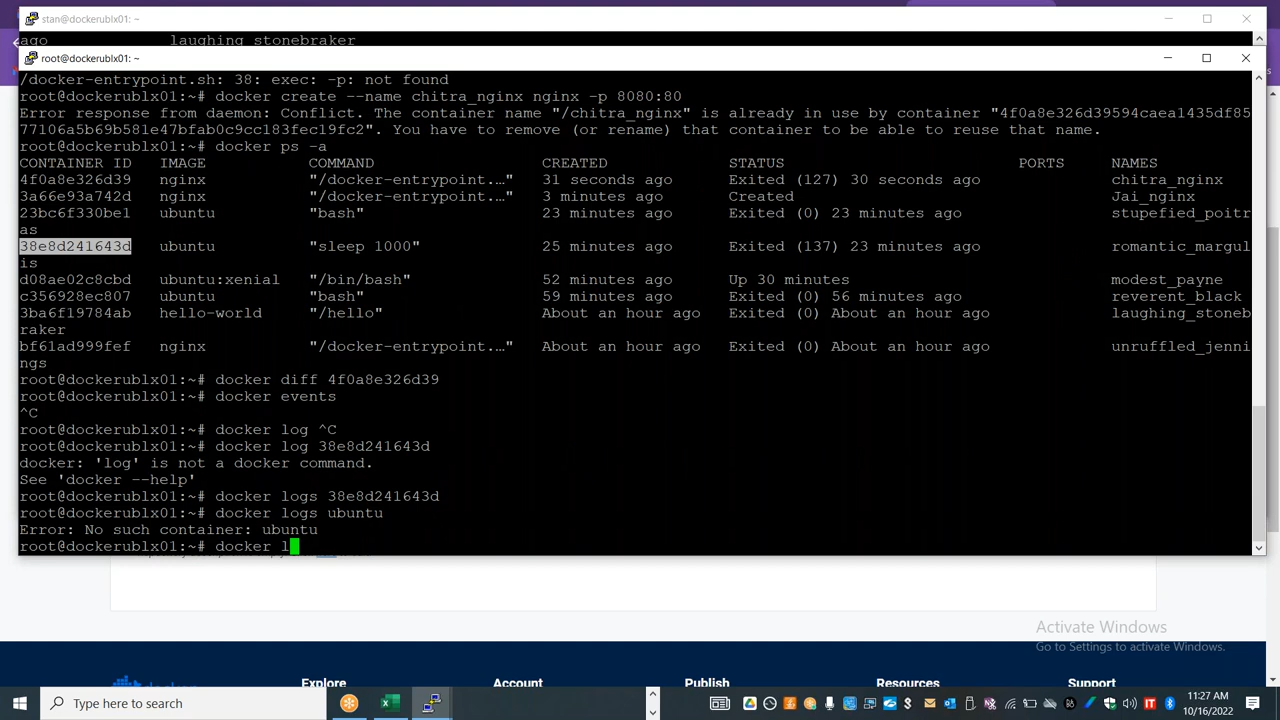 stan@dockerublx01: ~
ago laughing_stonebraker
root@dockerublx01: ~
/docker-entrypoint.sh: 38: exec: -p: not found
root@dockerublx01:~# docker create --name chitra_nginx nginx -p 8080:80
Error response from daemon: Conflict. The container name "/chitra_nginx" is already in use by container "4f0a8e326d39594caea1435df85
77106a5b69b581e47bfab0c9cc183fec19fc2". You have to remove (or rename) that container to be able to reuse that name.
root@dockerublx01:~# docker ps -a
CONTAINER ID IMAGE COMMAND CREATED STATUS PORTS NAMES
4f0a8e326d39 nginx "/docker-entrypoint.…" 31 seconds ago Exited (127) 30 seconds ago chitra_nginx
3a66e93a742d nginx "/docker-entrypoint.…" 3 minutes ago Created Jai_nginx
23bc6f330be1 ubuntu "bash" 23 minutes ago Exited (0) 23 minutes ago stupefied_poitr
as
38e8d241643d ubuntu "sleep 1000" 25 minutes ago Exited (137) 23 minutes ago romantic_margul
is
d08ae02c8cbd ubuntu:xenial "/bin/bash" 52 minutes ago Up 30 minutes modest_payne
c356928ec807 ubuntu "bash" 59 minutes ago Exited (0) 56 minutes ago reverent_black
3ba6f19784ab hello-world "/hello" About an hour ago Exited (0) About an hour ago laughing_stoneb
raker
bf61ad999fef nginx "/docker-entrypoint.…" About an hour ago Exited (0) About an hour ago unruffled_jenni
ngs
root@dockerublx01:~# docker diff 4f0a8e326d39
root@dockerublx01:~# docker events
^C
root@dockerublx01:~# docker log ^C
root@dockerublx01:~# docker log 38e8d241643d
docker: 'log' is not a docker command.
See 'docker --help'
root@dockerublx01:~# docker logs 38e8d241643d
root@dockerublx01:~# docker logs ubuntu
Error: No such container: ubuntu
root@dockerublx01:~# docker l
Activate Windows
Go to Settings to activate Windows.
Explore Account Publish Resources Support
Type here to search
11:27 AM
10/16/2022